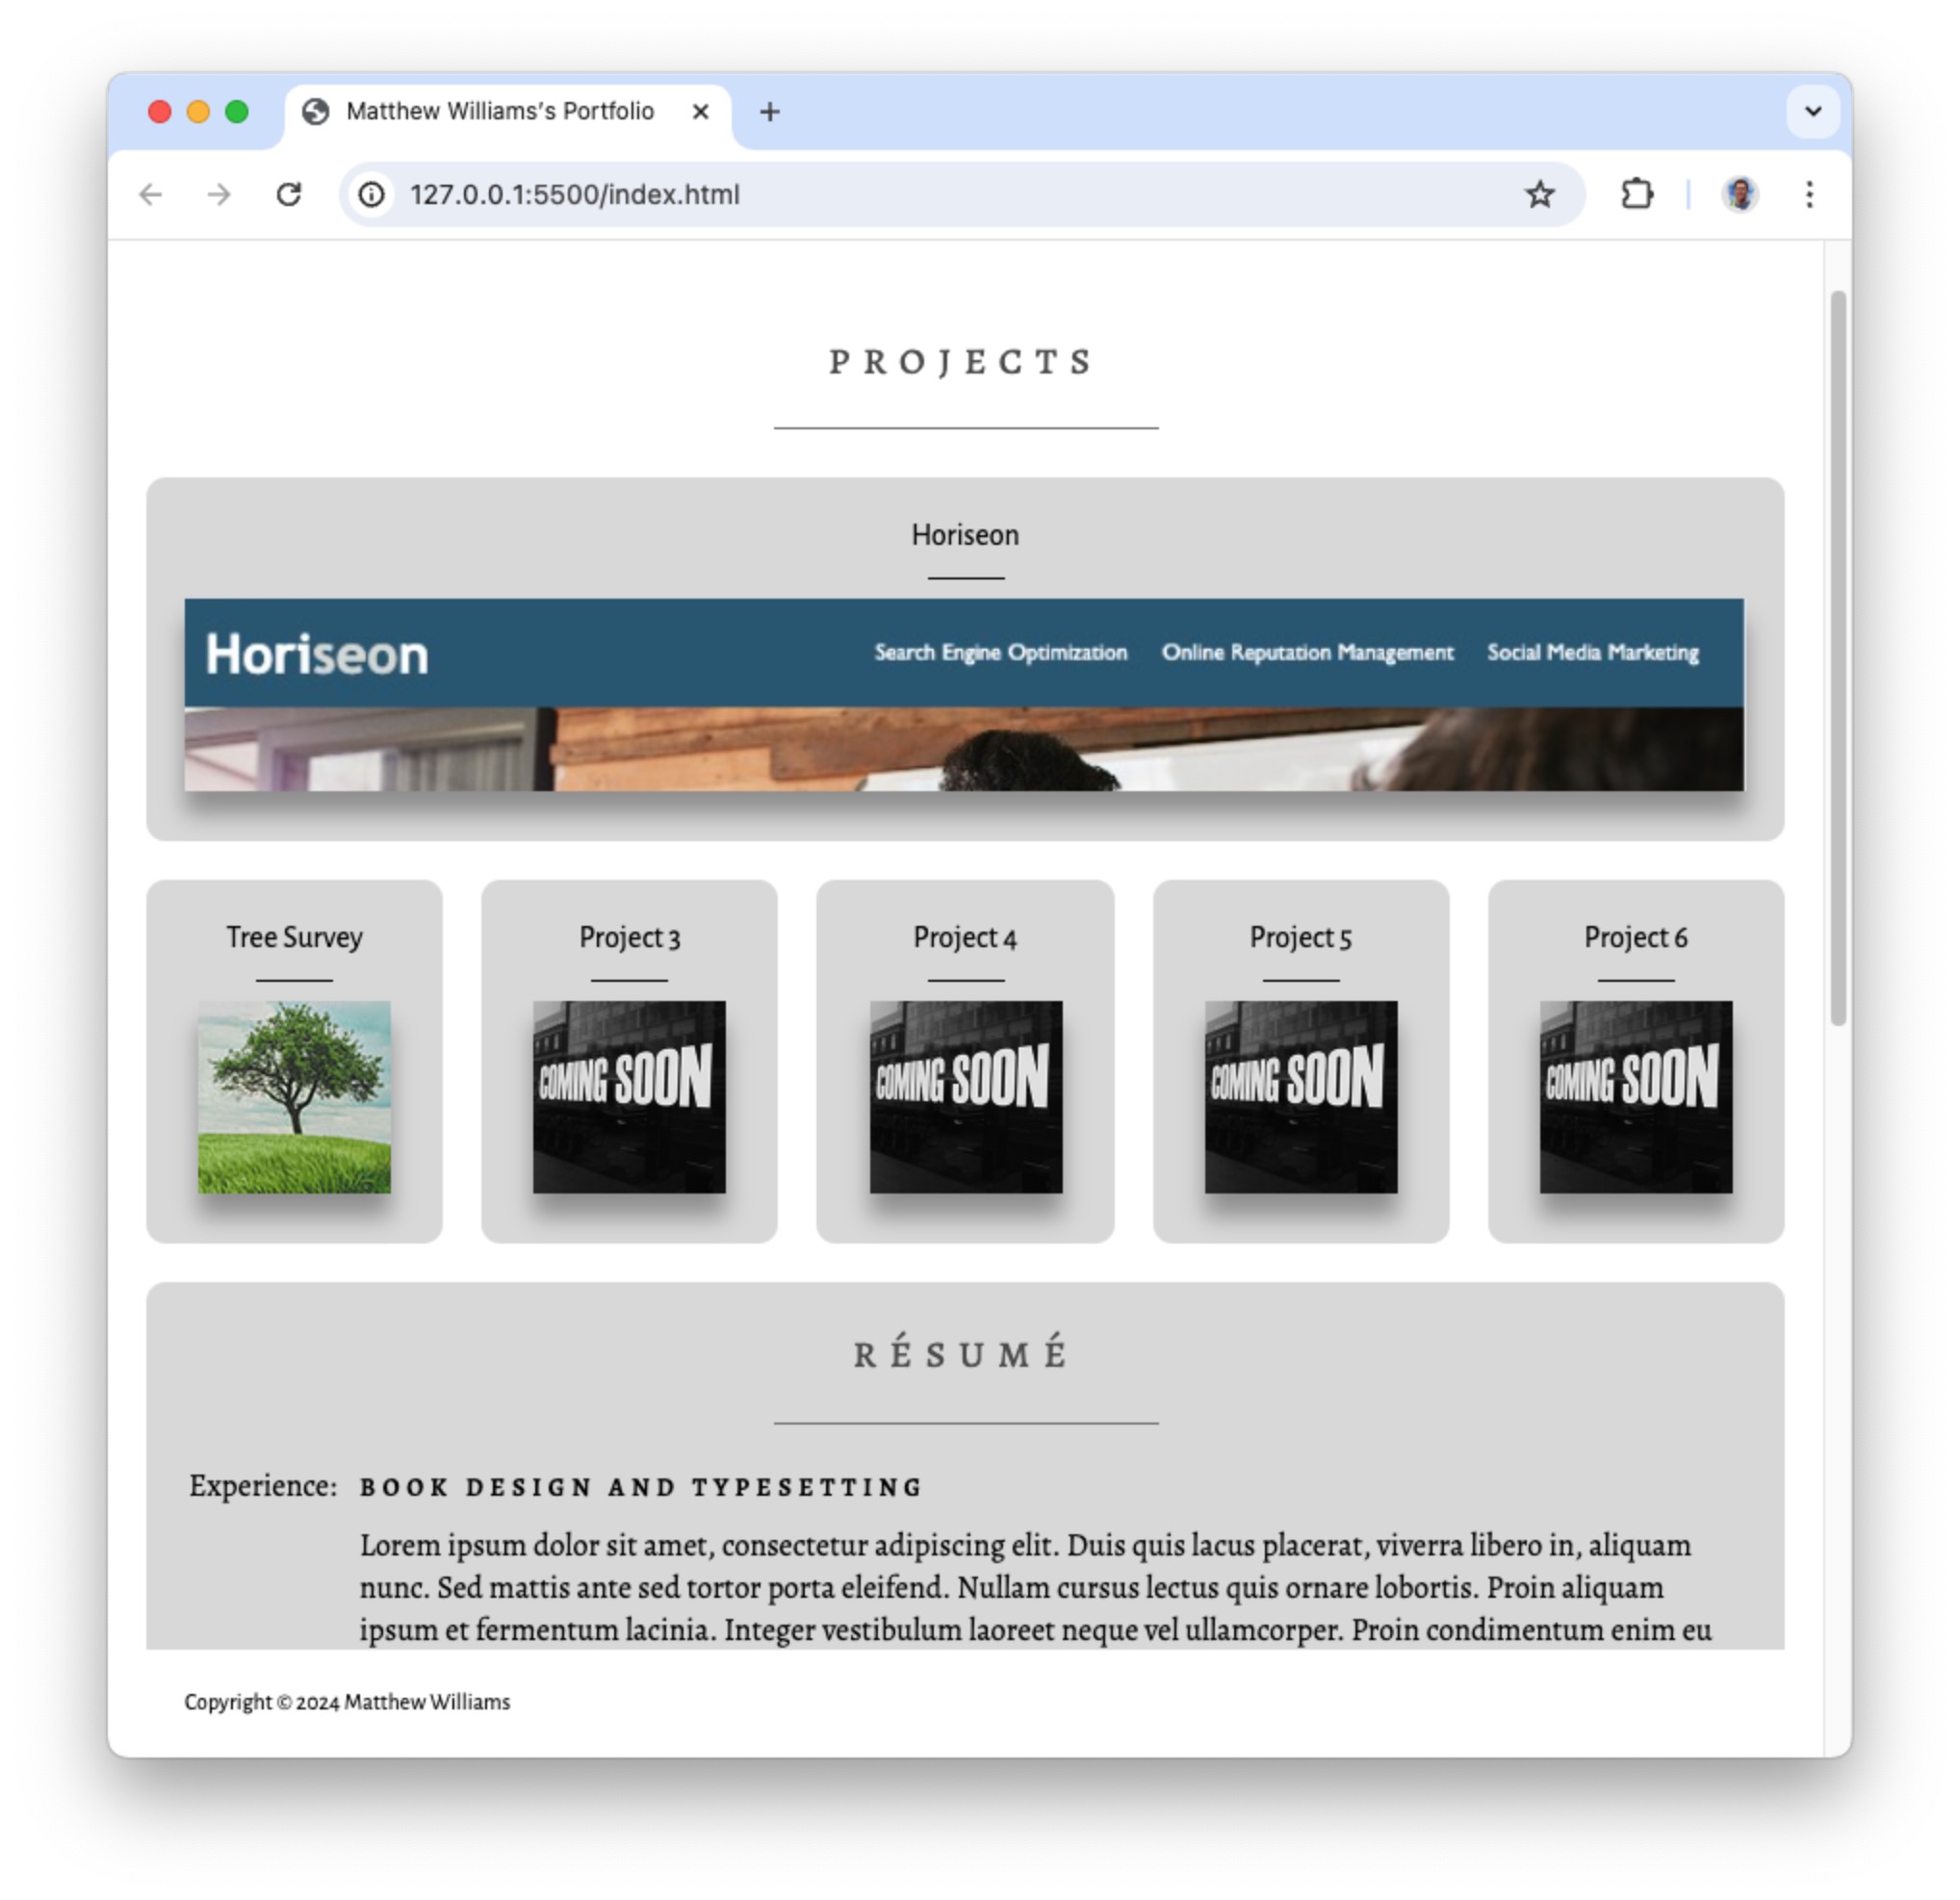 Matthew Williams's Portfolio
127.0.0.1:5500/index.html
PROJECTS
Horiseon
Horiseon Search Engine Optimization Online Reputation Management Social Media Marketing
Tree Survey Project 3 Project 4 Project 5 Project 6
COMING SOON COMING SOON COMING SOON COMING SOON
RÉSUMÉ
Experience: BOOK DESIGN AND TYPESETTING
Lorem ipsum dolor sit amet, consectetur adipiscing elit. Duis quis lacus placerat, viverra libero in, aliquam
nunc. Sed mattis ante sed tortor porta eleifend. Nullam cursus lectus quis ornare lobortis. Proin aliquam
ipsum et fermentum lacinia. Integer vestibulum laoreet neque vel ullamcorper. Proin condimentum enim eu
Copyright © 2024 Matthew Williams